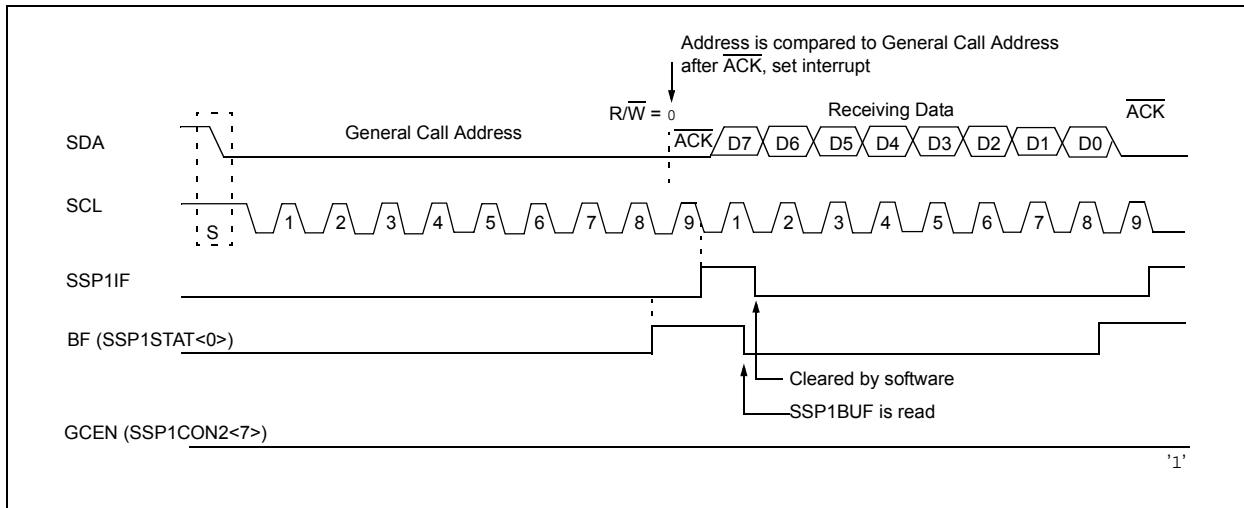 Address is compared to General Call Address
after ACK, set interrupt
R/W = 0
General Call Address
Receiving Data
ACK
SDA
ACK
D7 D6 D5 D4 D3 D2 D1 D0
SCL
S
1 2 3 4 5 6 7 8 9 1 2 3 4 5 6 7 8 9
SSP1IF
BF (SSP1STAT<0>)
Cleared by software
SSP1BUF is read
GCEN (SSP1CON2<7>)
'1'